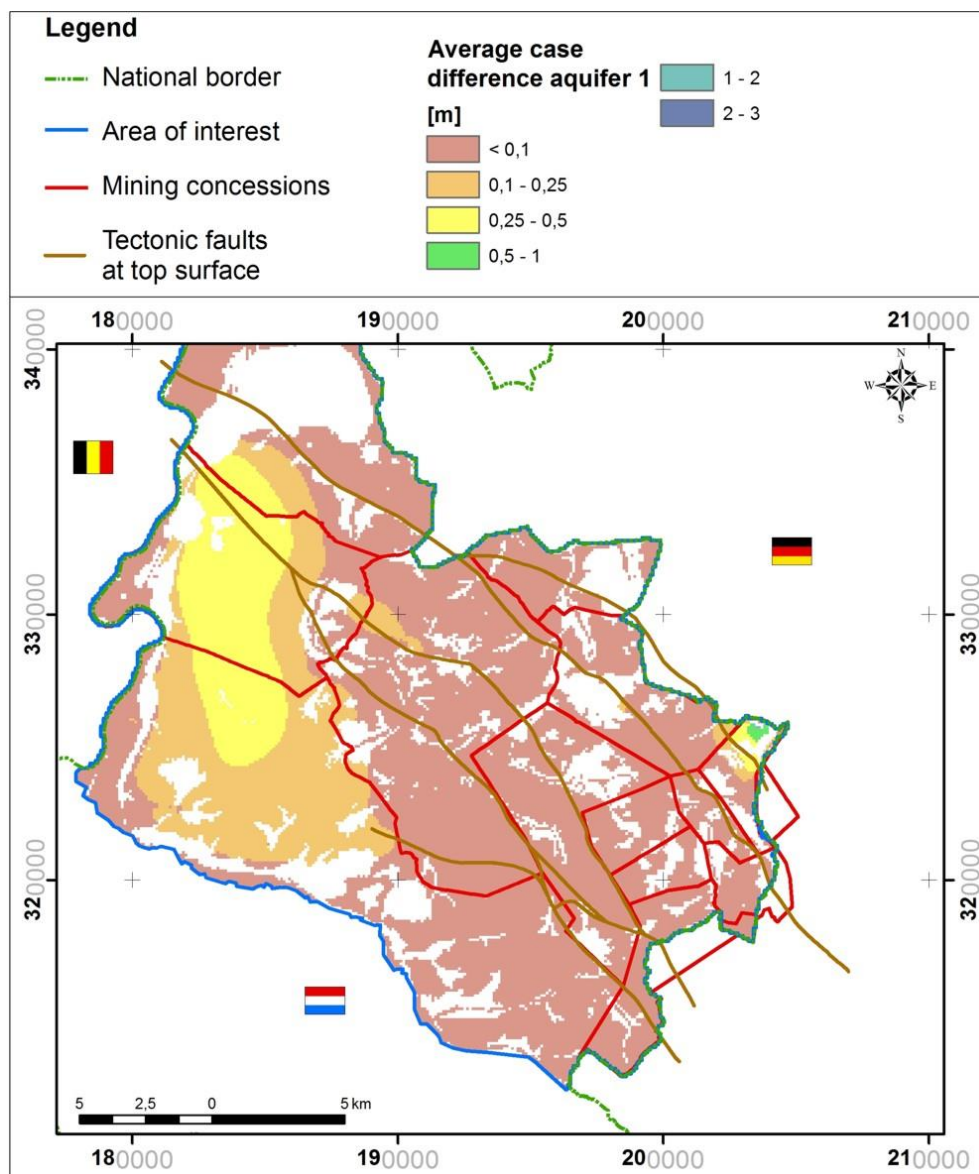 Legend
National border
Area of interest
Mining concessions
Tectonic faults
at top surface
Average case
difference aquifer 1
[m]
< 0,1
0,1 - 0,25
0,25 - 0,5
0,5 - 1
1 - 2
2 - 3
180000 190000 200000 210000
340000
340000
N
W E
S
330000
330000
320000
320000
5 2,5 0 5 km
180000 190000 200000 210000